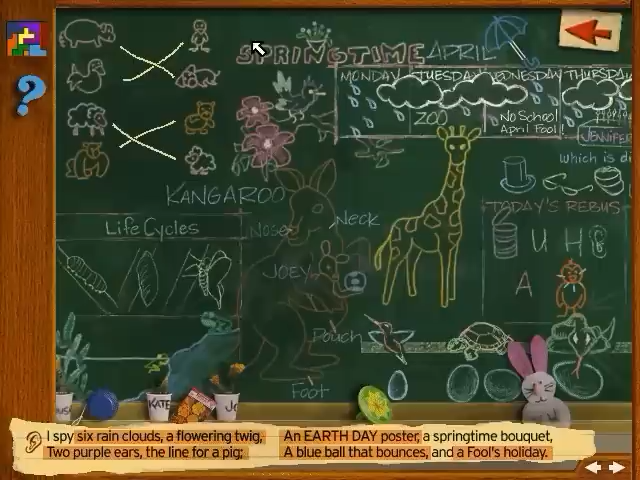 SPRINGTIME APRIL
MONDAY TUESDAY WEDNESDAY THURSDAY
ZOO
No School
April Fool!
JENNIFER
which is di
KANGAROO
TODAY'S REBUS
Life Cycles
Nose
Neck
U H
JOEY
A
Pouch
Foot
KATE
JO
I spy six rain clouds, a flowering twig,
Two purple ears, the line for a pig;
An EARTH DAY poster, a springtime bouquet,
A blue ball that bounces, and a Fool's holiday.